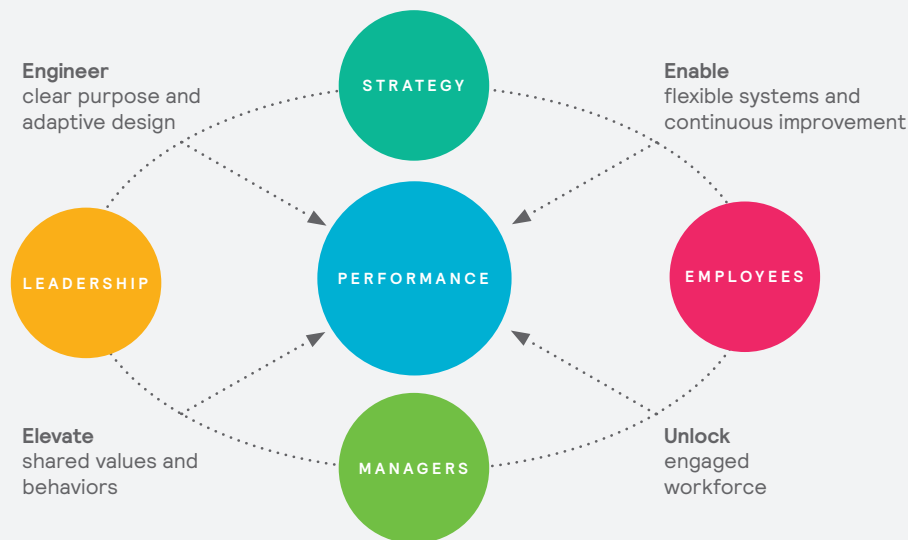 Engineer
clear purpose and
adaptive design
STRATEGY
Enable
flexible systems and
continuous improvement
LEADERSHIP
PERFORMANCE
EMPLOYEES
Elevate
shared values and
behaviors
MANAGERS
Unlock
engaged
workforce